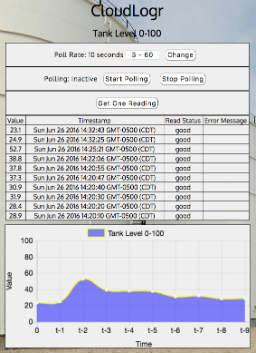 CloudLogr
Tank Level 0-100
Poll Rate: 10 seconds 5 - 60 Change
Polling: Inactive Start Polling Stop Polling
Get One Reading
Value Timestamp Read Status Error Message
23.1 Sun Jun 26 2016 14:32:43 GMT-0500 (CDT) good
24.9 Sun Jun 26 2016 14:32:51 GMT-0500 (CDT) good
52.7 Sun Jun 26 2016 14:25:21 GMT-0500 (CDT) good
38.8 Sun Jun 26 2016 14:22:06 GMT-0500 (CDT) good
37.8 Sun Jun 26 2016 14:20:55 GMT-0500 (CDT) good
37.3 Sun Jun 26 2016 14:20:47 GMT-0500 (CDT) good
30.9 Sun Jun 26 2016 14:20:40 GMT-0500 (CDT) good
31.9 Sun Jun 26 2016 14:20:30 GMT-0500 (CDT) good
28.4 Sun Jun 26 2016 14:20:20 GMT-0500 (CDT) good
28.9 Sun Jun 26 2016 14:20:10 GMT-0500 (CDT) good
Tank Level 0-100
100
80
60
40
20
0
Value
0 t-1 t-2 t-3 t-4 t-5 t-6 t-7 t-8 t-9
Time